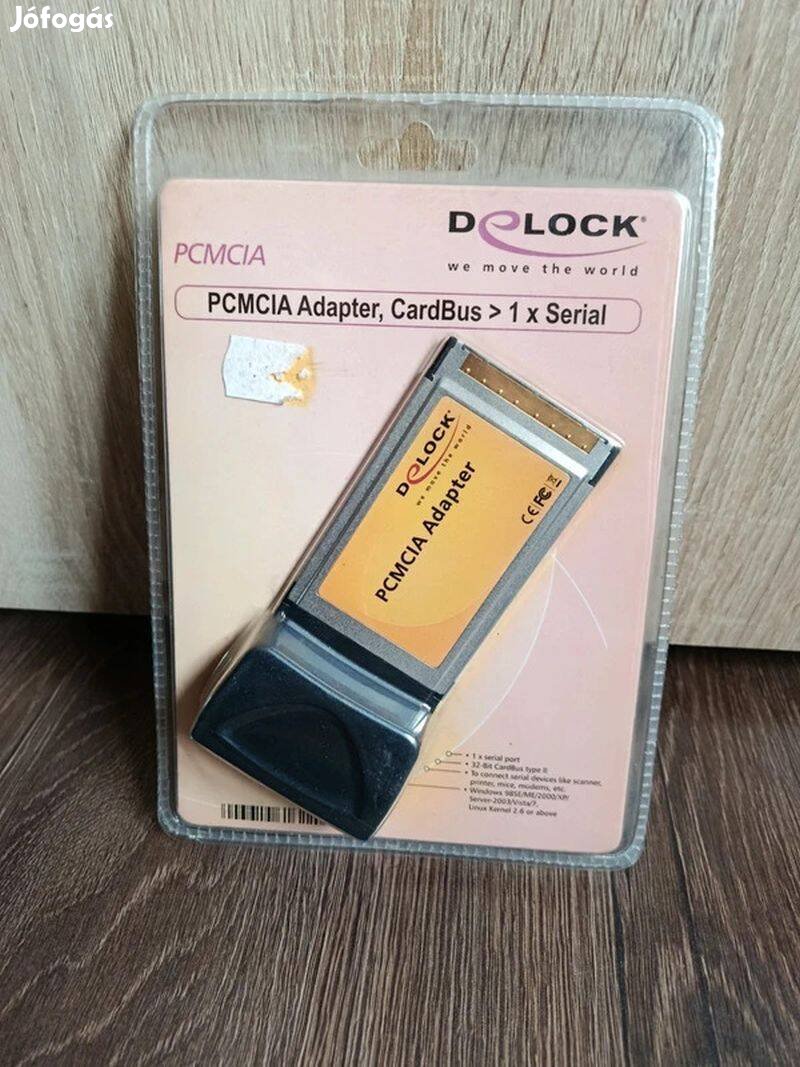 Jófogás
DeLOCK®
we move the world
PCMCIA
PCMCIA Adapter, CardBus > 1 x Serial
DeLOCK®
we move the world
PCMCIA Adapter
CE FC
• 1 x serial port
• 32-Bit CardBus type II
• To connect serial devices like scanner,
printer, mice, modems, etc.
• Windows 98SE/ME/2000/XP/
Server-2003/Vista/7,
Linux Kernel 2.6 or above